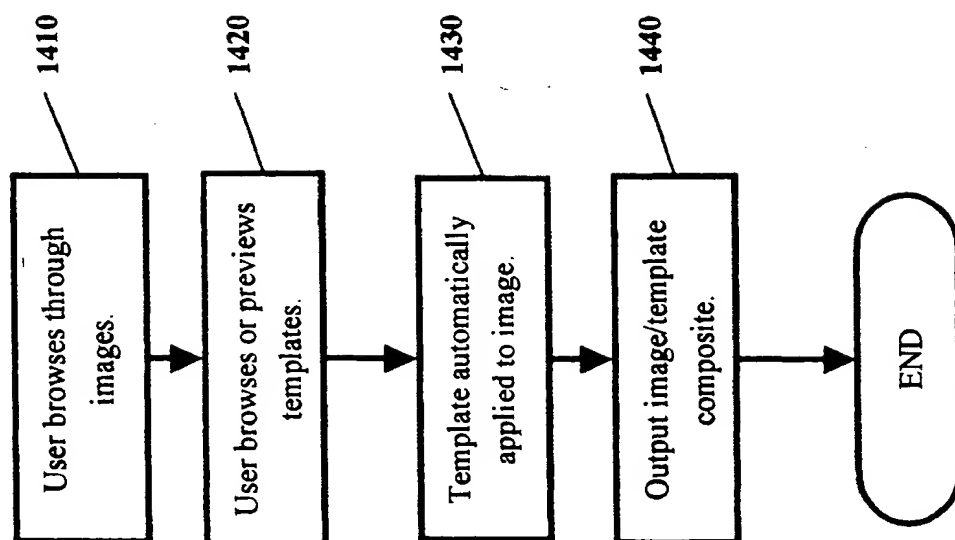 1410
User browses through
images.
1420
User browses or previews
templates.
1430
Template automatically
applied to image.
1440
Output image/template
composite.
END